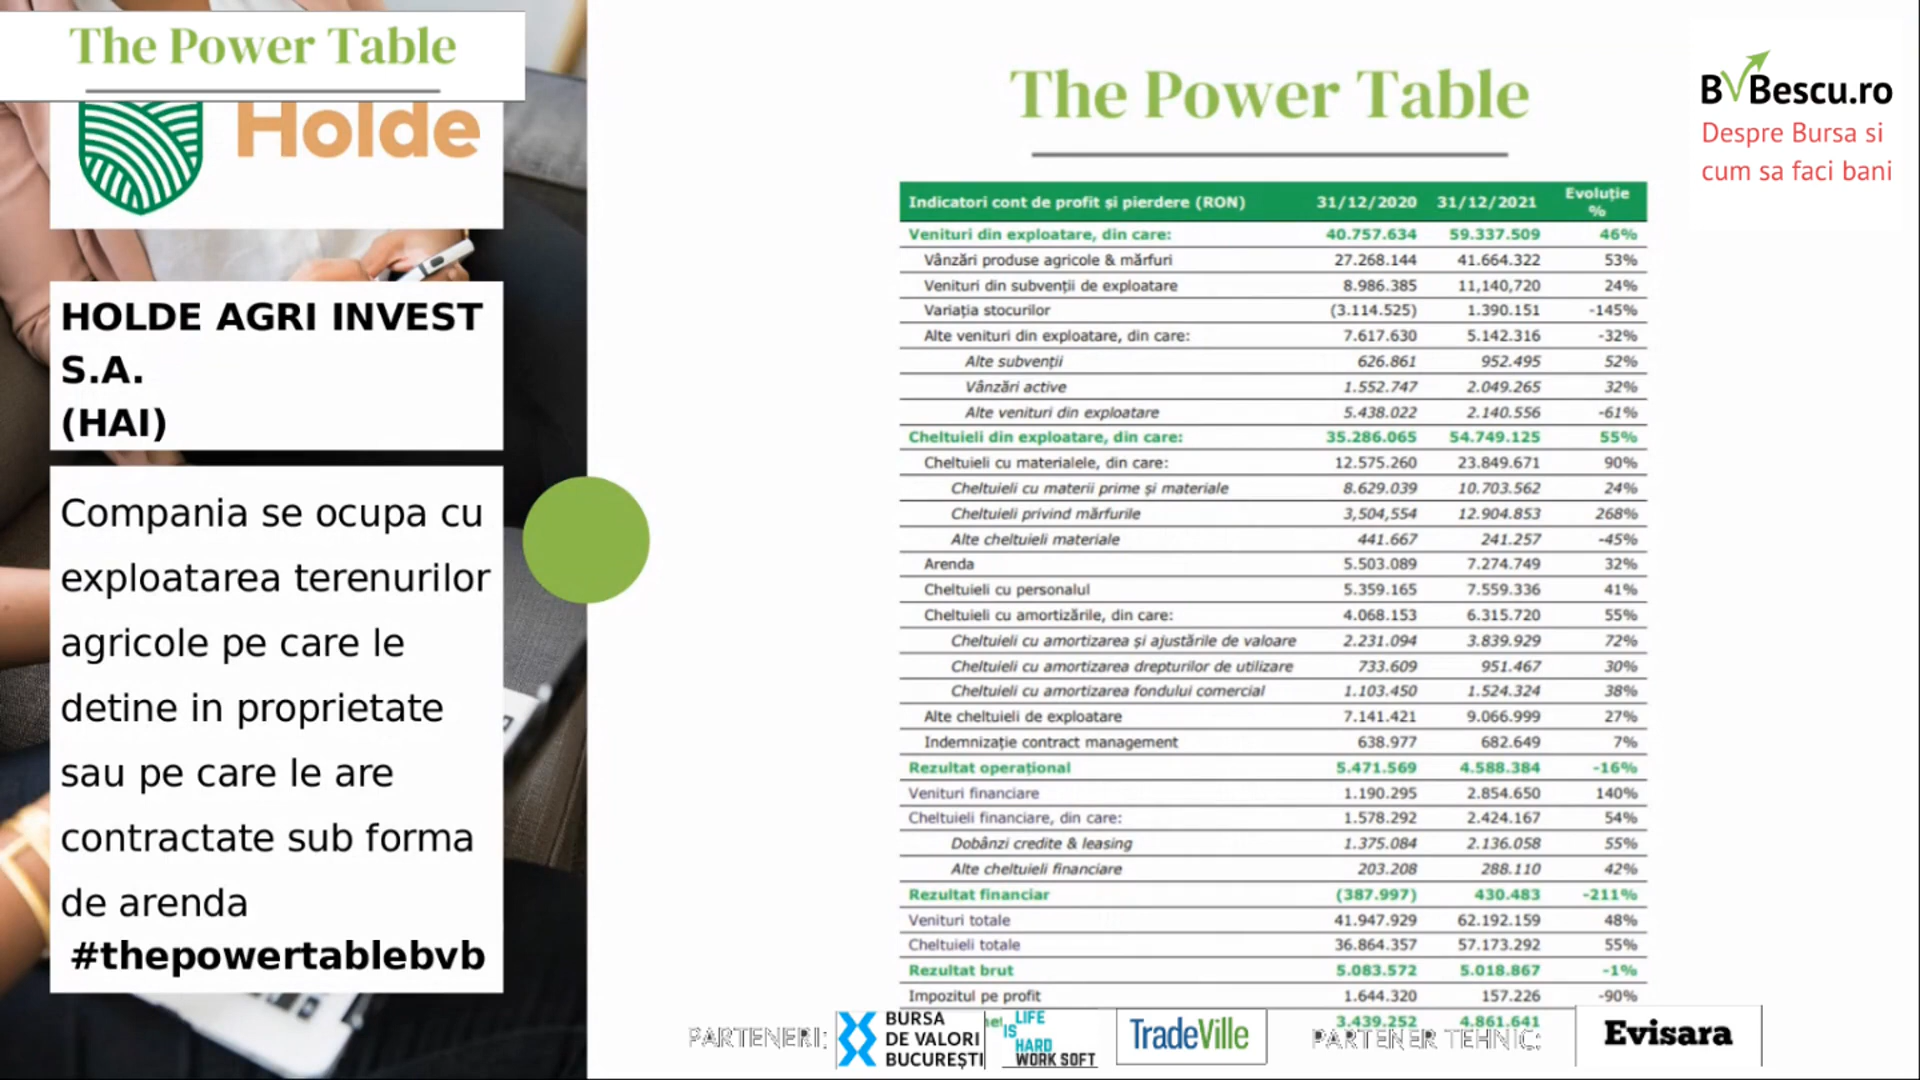 The Power Table
Holde
HOLDE AGRI INVEST
S.A.
(HAI)
Compania se ocupa cu
exploatarea terenurilor
agricole pe care le
detine in proprietate
sau pe care le are
contractate sub forma
de arenda
#thepowertablebvb
The Power Table
BVBescu.ro
Despre Bursa si
cum sa faci bani
Indicatori cont de profit și pierdere (RON) 31/12/2020 31/12/2021 Evoluție %
Venituri din exploatare, din care: 40.757.634 59.337.509 46%
Vânzări produse agricole & mărfuri 27.268.144 41.664.322 53%
Venituri din subvenții de exploatare 8.986.385 11,140,720 24%
Variația stocurilor (3.114.525) 1.390.151 -145%
Alte venituri din exploatare, din care: 7.617.630 5.142.316 -32%
Alte subvenții 626.861 952.495 52%
Vânzări active 1.552.747 2.049.265 32%
Alte venituri din exploatare 5.438.022 2.140.556 -61%
Cheltuieli din exploatare, din care: 35.286.065 54.749.125 55%
Cheltuieli cu materialele, din care: 12.575.260 23.849.671 90%
Cheltuieli cu materii prime și materiale 8.629.039 10.703.562 24%
Cheltuieli privind mărfurile 3,504,554 12.904.853 268%
Alte cheltuieli materiale 441.667 241.257 -45%
Arenda 5.503.089 7.274.749 32%
Cheltuieli cu personalul 5.359.165 7.559.336 41%
Cheltuieli cu amortizările, din care: 4.068.153 6.315.720 55%
Cheltuieli cu amortizarea și ajustările de valoare 2.231.094 3.839.929 72%
Cheltuieli cu amortizarea drepturilor de utilizare 733.609 951.467 30%
Cheltuieli cu amortizarea fondului comercial 1.103.450 1.524.324 38%
Alte cheltuieli de exploatare 7.141.421 9.066.999 27%
Indemnizație contract management 638.977 682.649 7%
Rezultat operațional 5.471.569 4.588.384 -16%
Venituri financiare 1.190.295 2.854.650 140%
Cheltuieli financiare, din care: 1.578.292 2.424.167 54%
Dobânzi credite & leasing 1.375.084 2.136.058 55%
Alte cheltuieli financiare 203.208 288.110 42%
Rezultat financiar (387.997) 430.483 -211%
Venituri totale 41.947.929 62.192.159 48%
Cheltuieli totale 36.864.357 57.173.292 55%
Rezultat brut 5.083.572 5.018.867 -1%
Impozitul pe profit 1.644.320 157.226 -90%
3.439.252 4.861.641
PARTENERI:
BURSA
DE VALORI
BUCUREȘTI
LIFE
IS
HARD
WORK SOFT
TradeVille
PARTENER TEHNIC:
Evisara